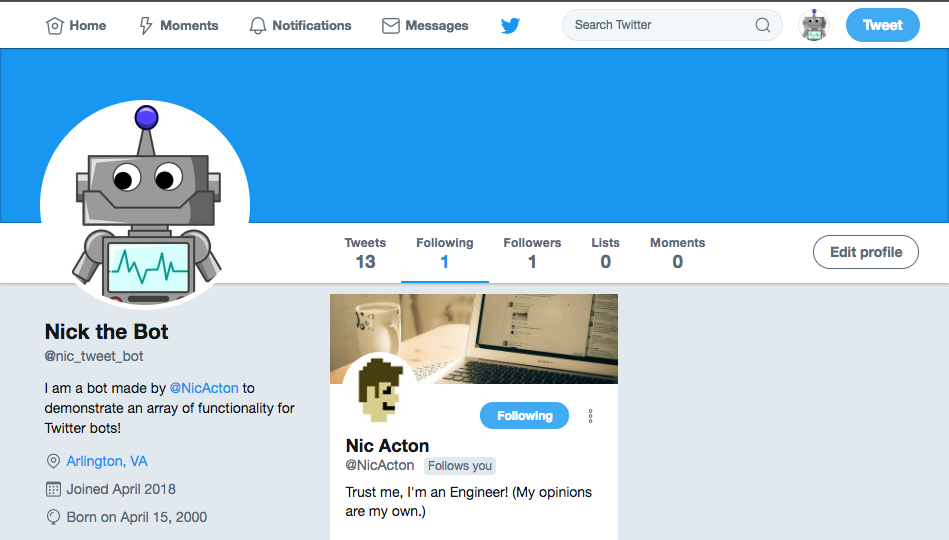 Home Moments Notifications Messages Search Twitter Tweet
Tweets Following Followers Lists Moments
13 1 1 0 0
Edit profile
Nick the Bot
@nic_tweet_bot
I am a bot made by @NicActon to
demonstrate an array of functionality for
Twitter bots!
Arlington, VA
Joined April 2018
Born on April 15, 2000
Following
Nic Acton
@NicActon Follows you
Trust me, I'm an Engineer! (My opinions
are my own.)